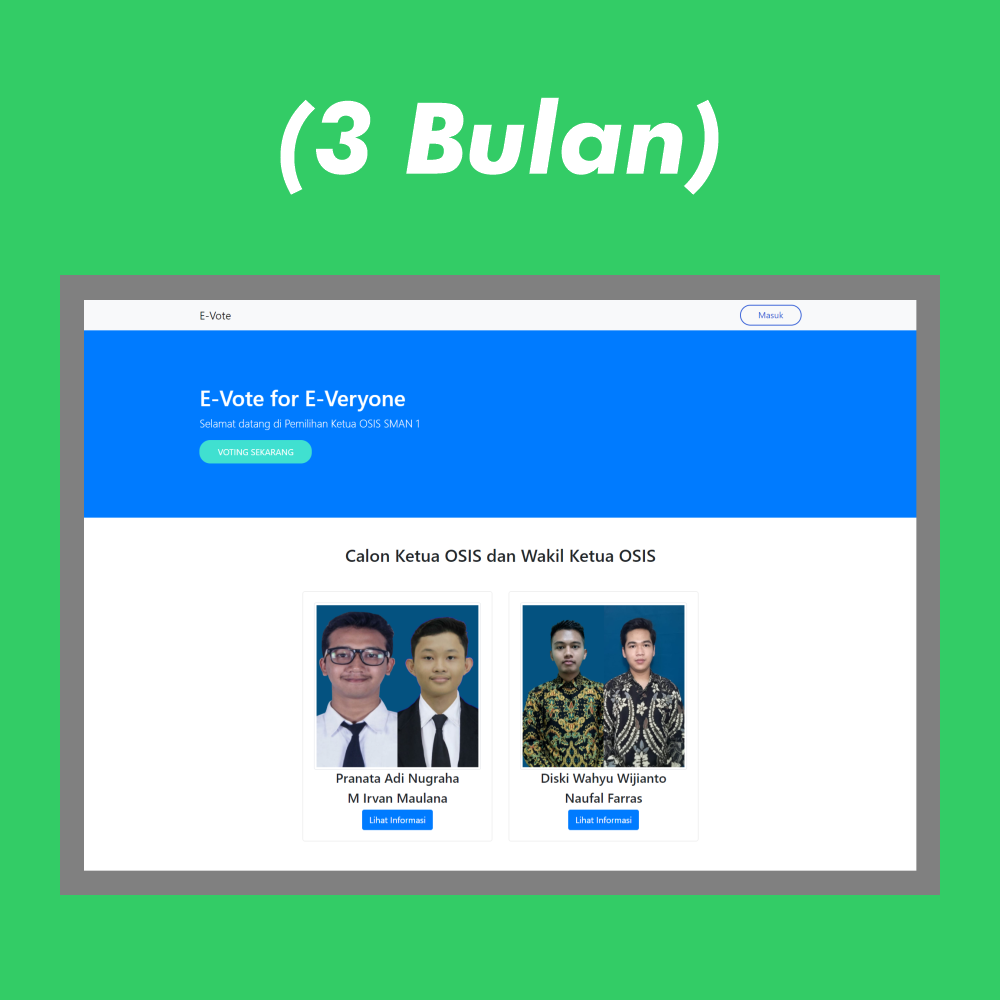 (3 Bulan)
E-Vote
Masuk
E-Vote for E-Veryone
Selamat datang di Pemilihan Ketua OSIS SMAN 1
VOTING SEKARANG
Calon Ketua OSIS dan Wakil Ketua OSIS
Pranata Adi Nugraha
M Irvan Maulana
Lihat Informasi
Diski Wahyu Wijianto
Naufal Farras
Lihat Informasi